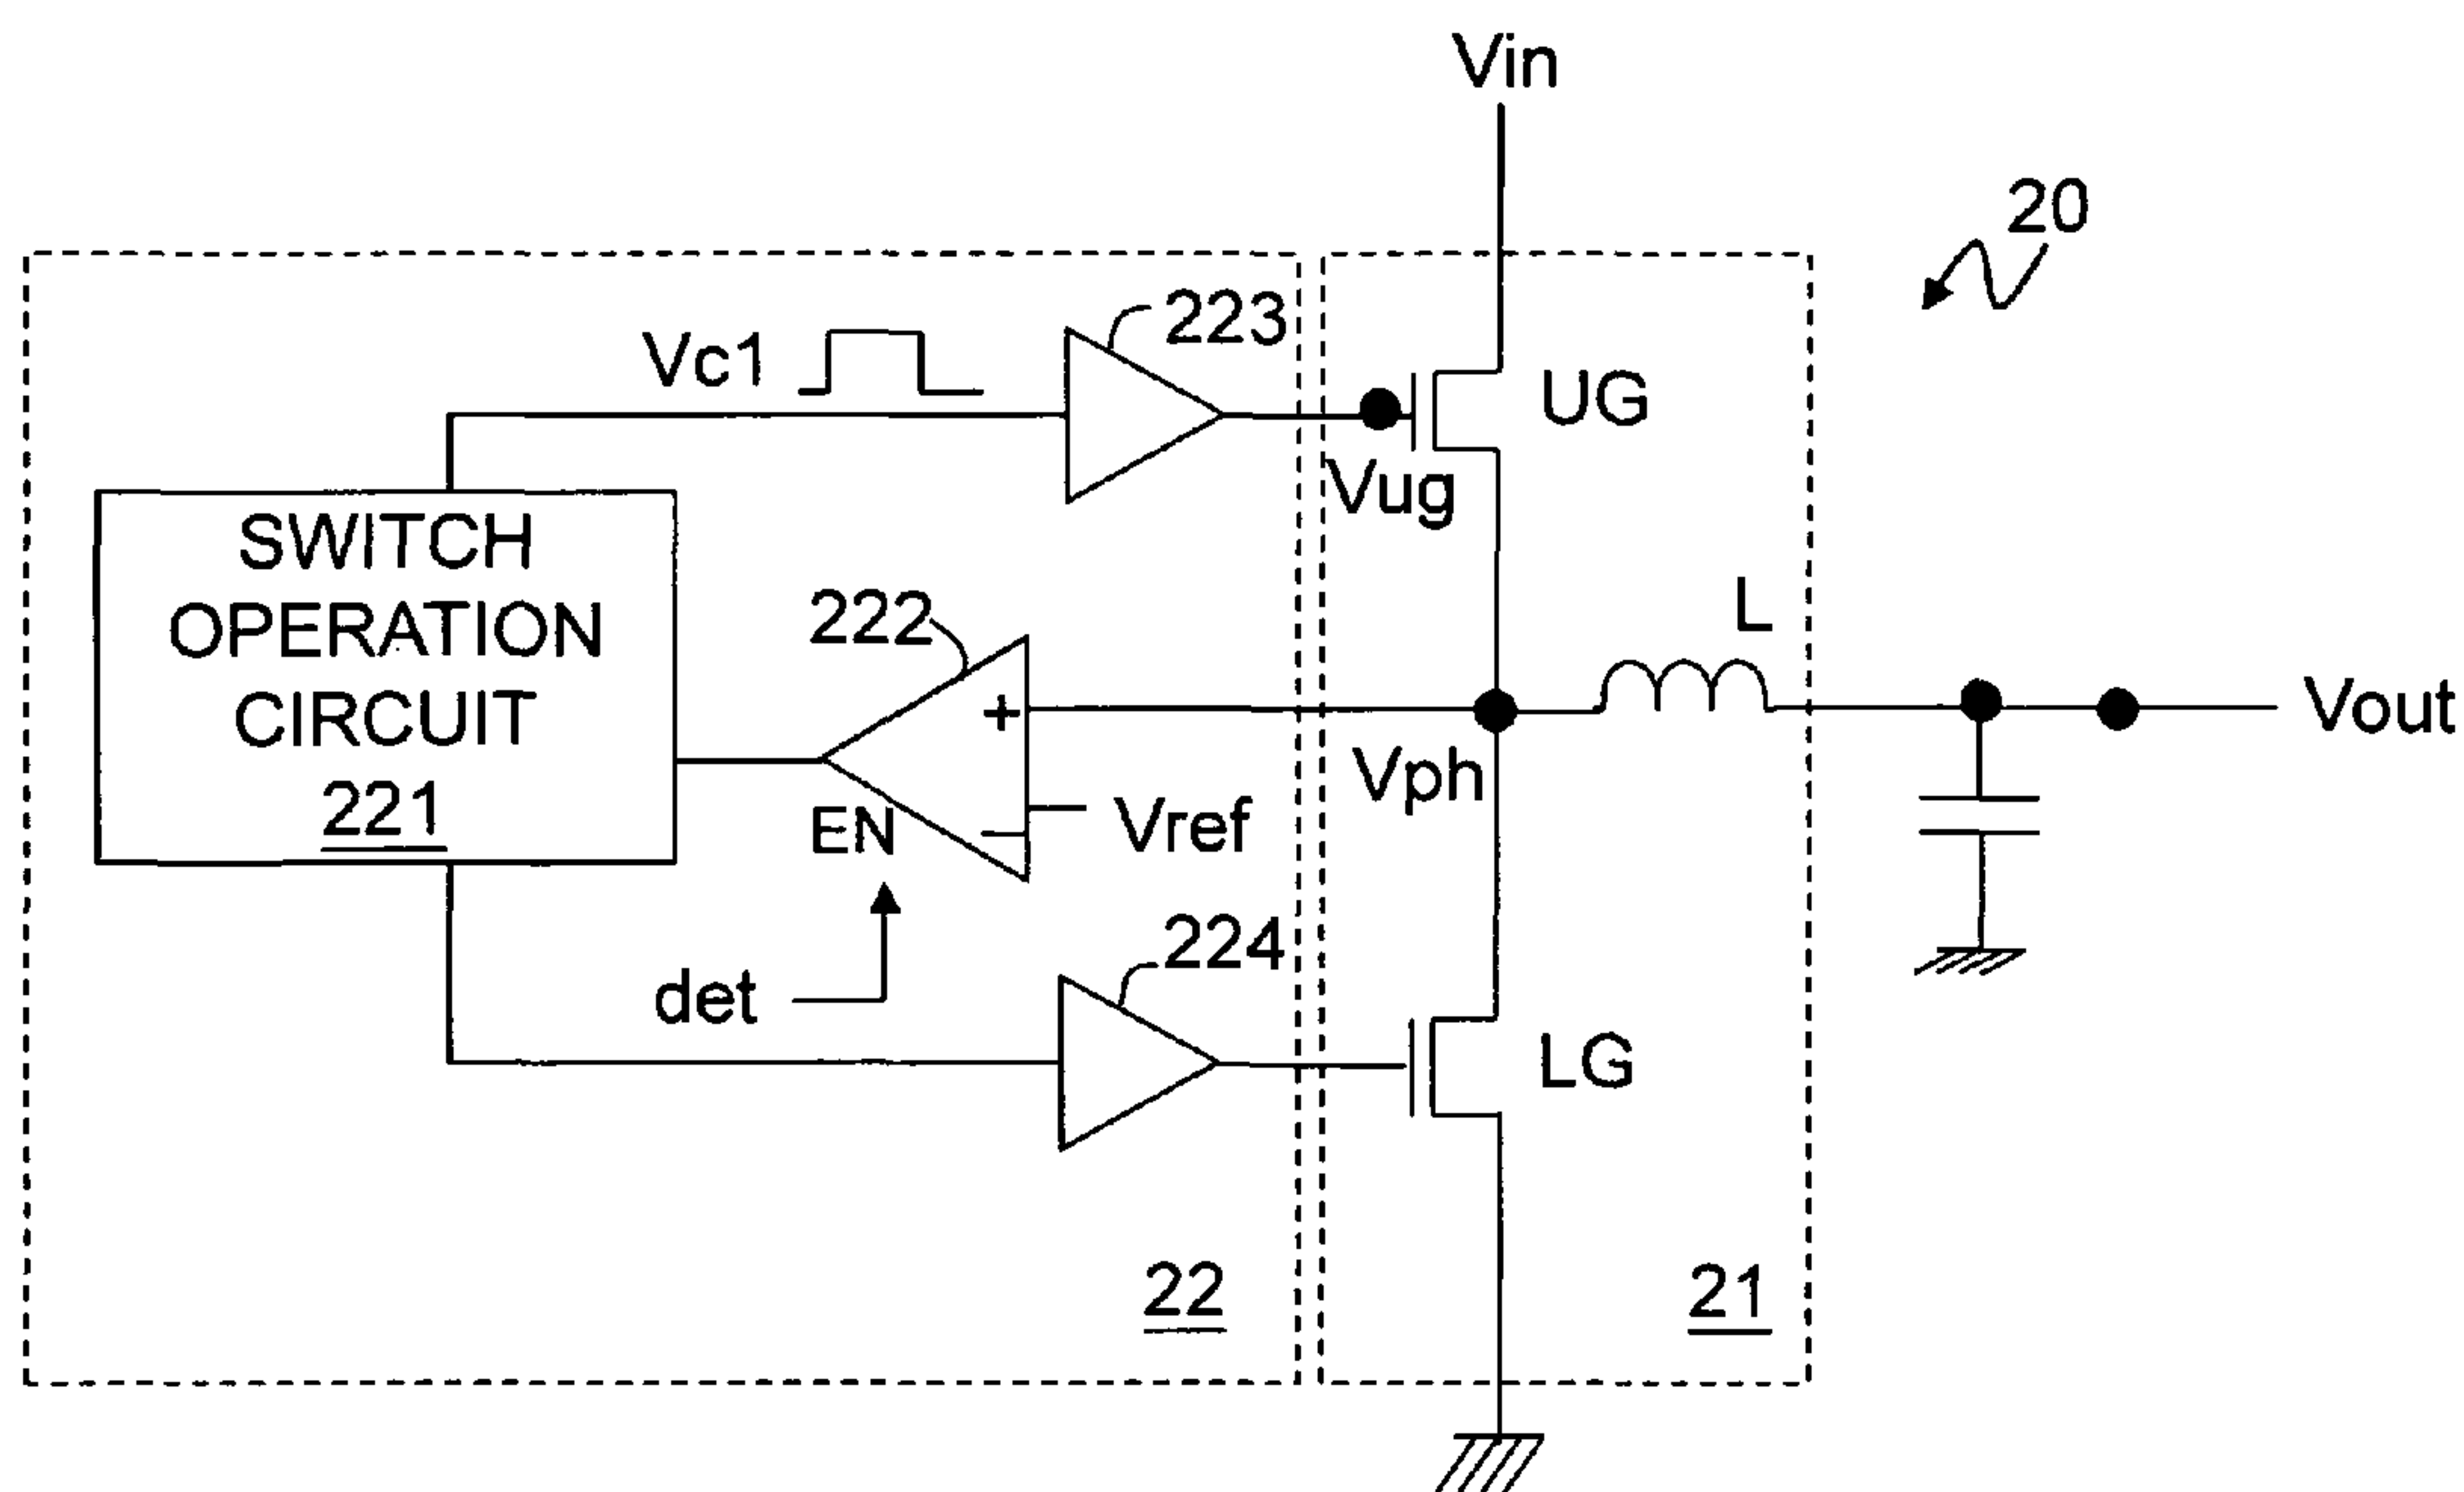 Vin
20
223
Vc1
UG
Vug
SWITCH
OPERATION
CIRCUIT
221
222
L
+
Vout
Vph
EN
Vref
224
det
LG
22
21